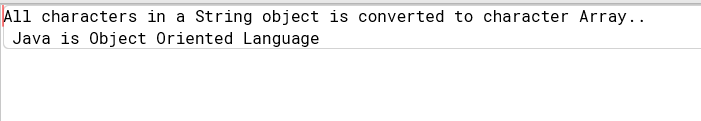 All characters in a String object is converted to character Array..
Java is Object Oriented Language